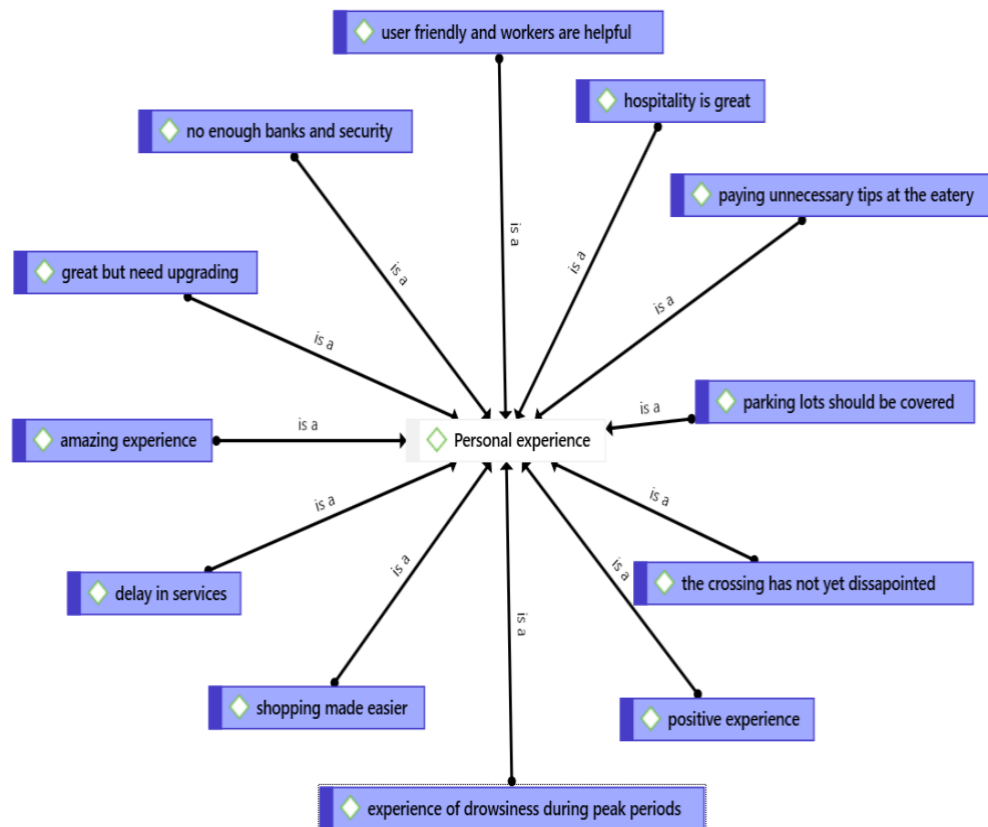 user friendly and workers are helpful
hospitality is great
no enough banks and security
paying unnecessary tips at the eatery
is a
is a
great but need upgrading
is a
is a
is a
parking lots should be covered
is a
amazing experience
is a
Personal experience
is a
is a
is a
the crossing has not yet dissapointed
is a
delay in services
is a
shopping made easier
positive experience
experience of drowsiness during peak periods